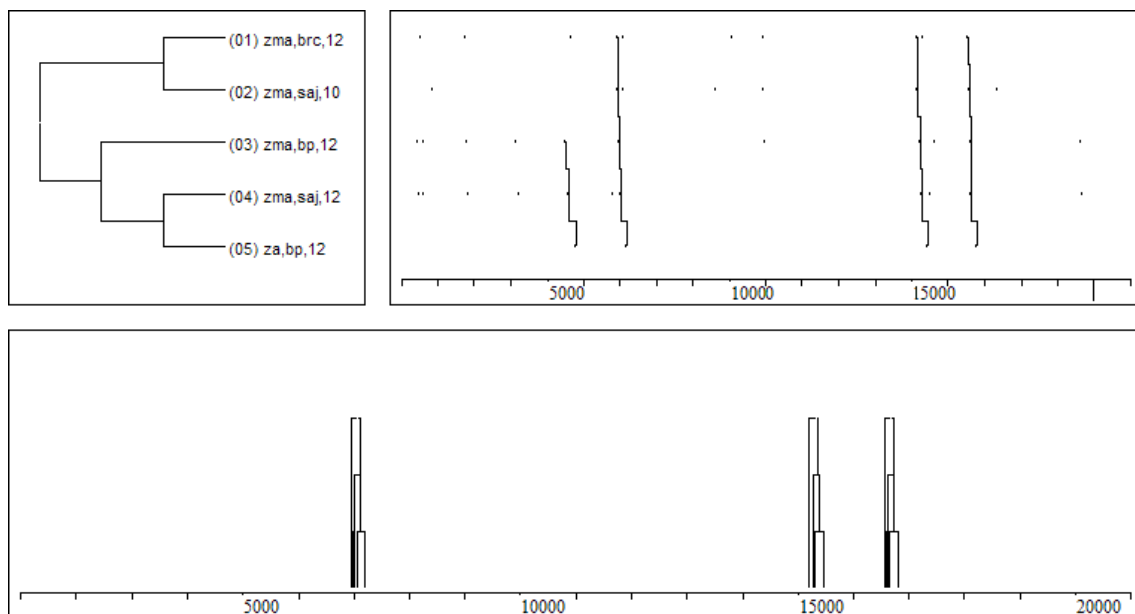 (01) zma,brc,12
(02) zma,saj,10
(03) zma,bp,12
(04) zma,saj,12
(05) za,bp,12
5000 10000 15000
5000 10000 15000 20000